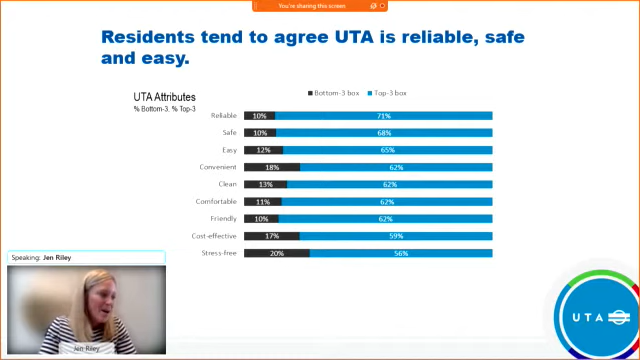 You're sharing this screen
Residents tend to agree UTA is reliable, safe
and easy.
UTA Attributes
% Bottom-3, % Top-3
Bottom-3 box Top-3 box
Reliable 10% 71%
Safe 10% 68%
Easy 12% 65%
Convenient 18% 62%
Clean 13% 62%
Comfortable 11% 62%
Friendly 10% 62%
Cost-effective 17% 59%
Stress-free 20% 56%
Speaking: Jen Riley
Jen Riley
UTA